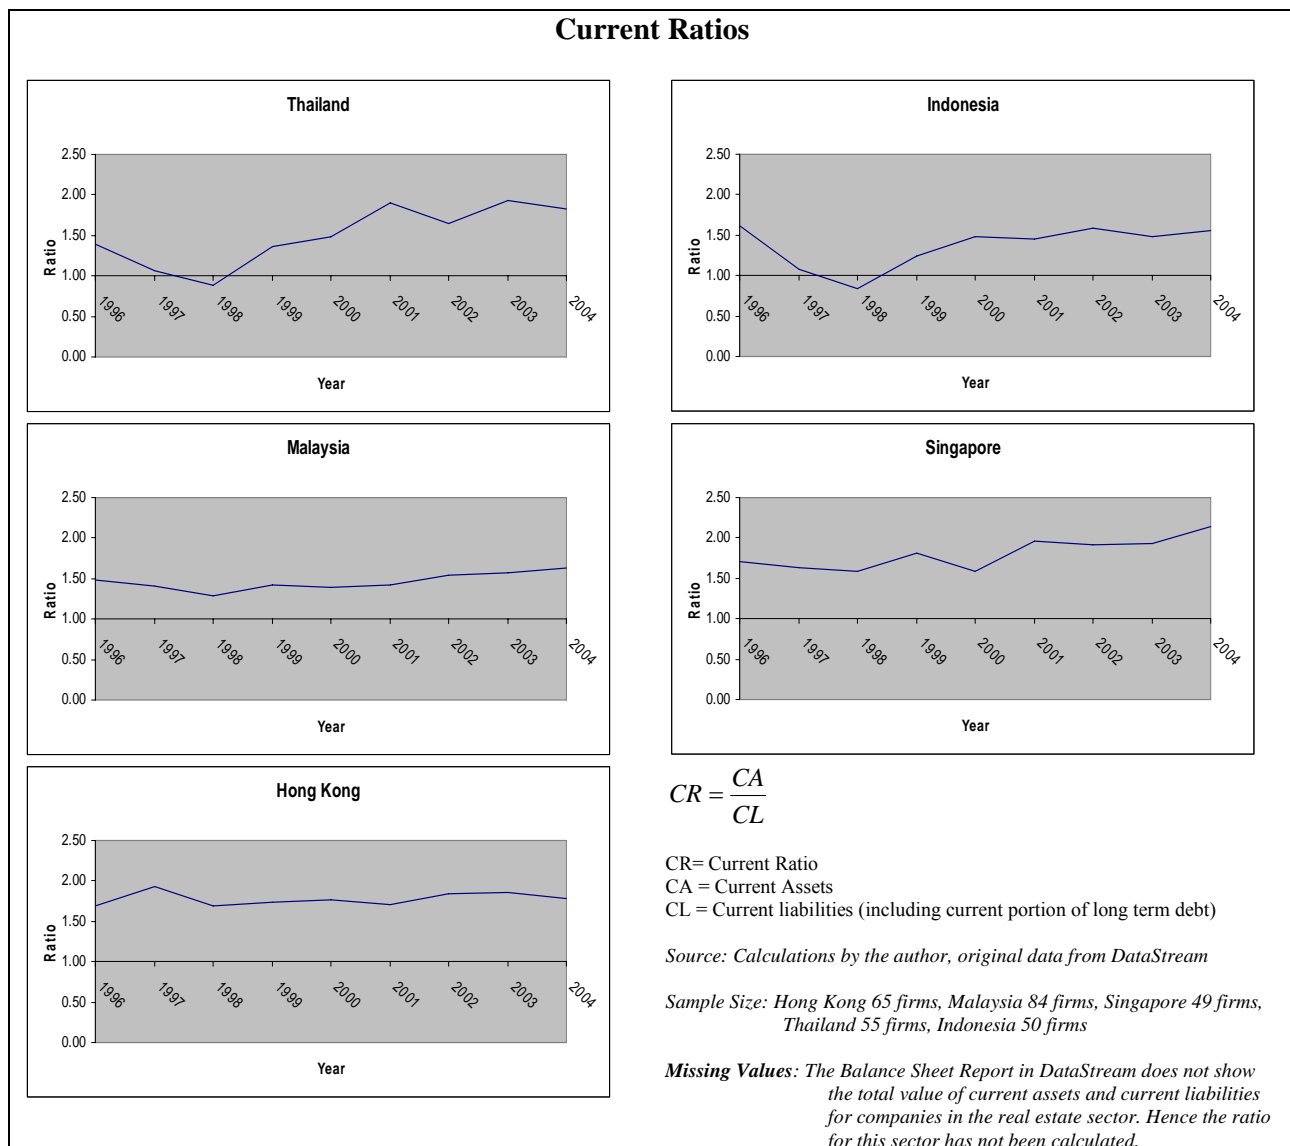 Current Ratios
Thailand
2.50
2.00
1.50
1.00
0.50
0.00
Ratio
1996
1997
1998
1999
2000
2001
2002
2003
2004
Year
Indonesia
2.50
2.00
1.50
1.00
0.50
0.00
Ratio
1996
1997
1998
1999
2000
2001
2002
2003
2004
Year
Malaysia
2.50
2.00
1.50
1.00
0.50
0.00
Ratio
1996
1997
1998
1999
2000
2001
2002
2003
2004
Year
Singapore
2.50
2.00
1.50
1.00
0.50
0.00
Ratio
1996
1997
1998
1999
2000
2001
2002
2003
2004
Year
Hong Kong
2.50
2.00
1.50
1.00
0.50
0.00
Ratio
1996
1997
1998
1999
2000
2001
2002
2003
2004
Year
CR = CA / CL
CR= Current Ratio
CA = Current Assets
CL = Current liabilities (including current portion of long term debt)
Source: Calculations by the author, original data from DataStream
Sample Size: Hong Kong 65 firms, Malaysia 84 firms, Singapore 49 firms,
Thailand 55 firms, Indonesia 50 firms
Missing Values: The Balance Sheet Report in DataStream does not show
the total value of current assets and current liabilities
for companies in the real estate sector. Hence the ratio
for this sector has not been calculated.